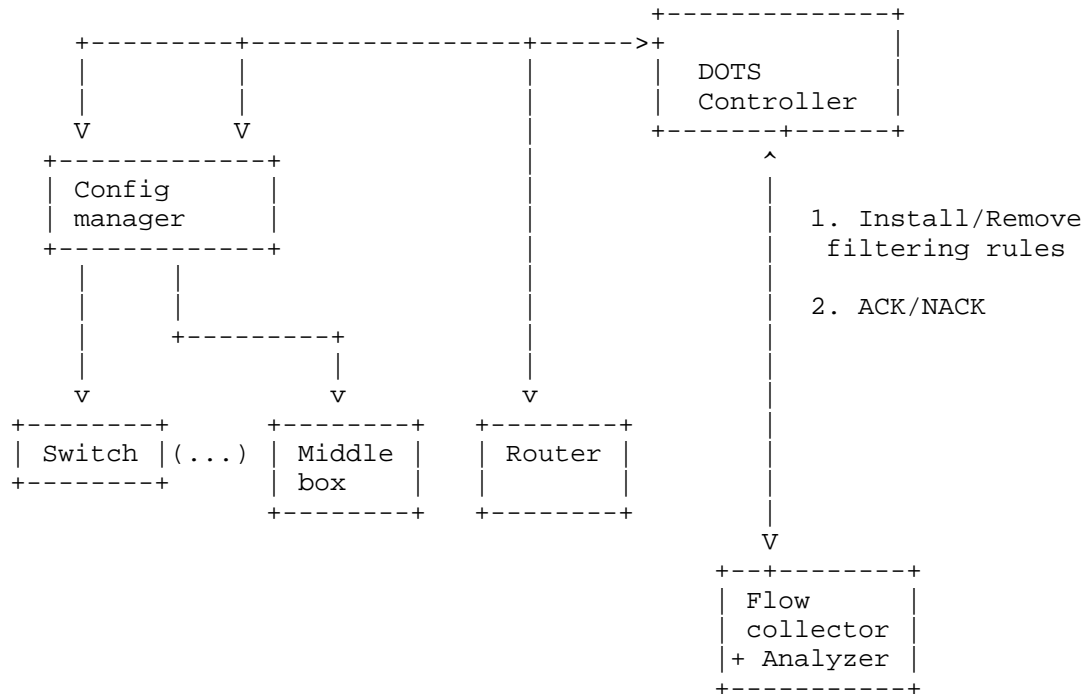 DOTS
Controller
Config
manager
1. Install/Remove
filtering rules
2. ACK/NACK
Switch (...) Middle Router
box
Flow
collector
+ Analyzer